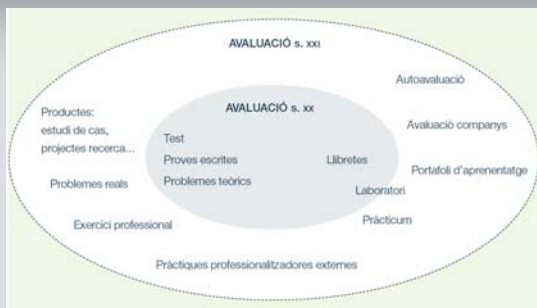 AVALUACIÓ s. XXI
Autoavaluació
AVALUACIÓ s. XX
Productes:
estudi de cas,
projectes recerca...
Avaluació companys
Test
Proves escrites
Llibretes
Portafoli d'aprenentatge
Problemes reals
Problemes teòrics
Laboratori
Exercici professional
Pràcticum
Pràctiques professionalitzadores externes